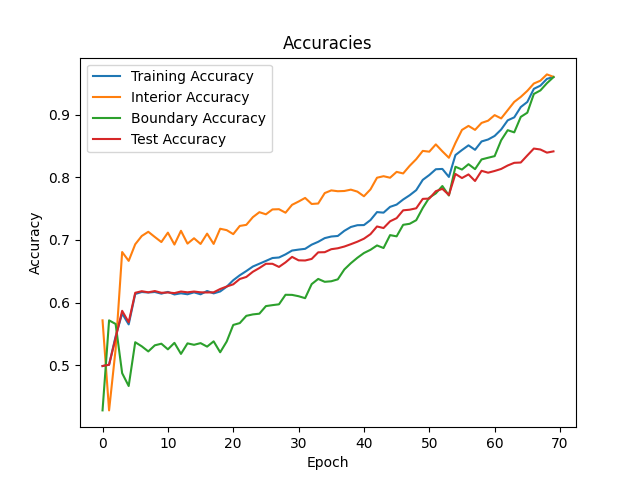 Accuracies
Training Accuracy
Interior Accuracy
Boundary Accuracy
Test Accuracy
0.9
0.8
0.7
0.6
0.5
Accuracy
0 10 20 30 40 50 60 70
Epoch